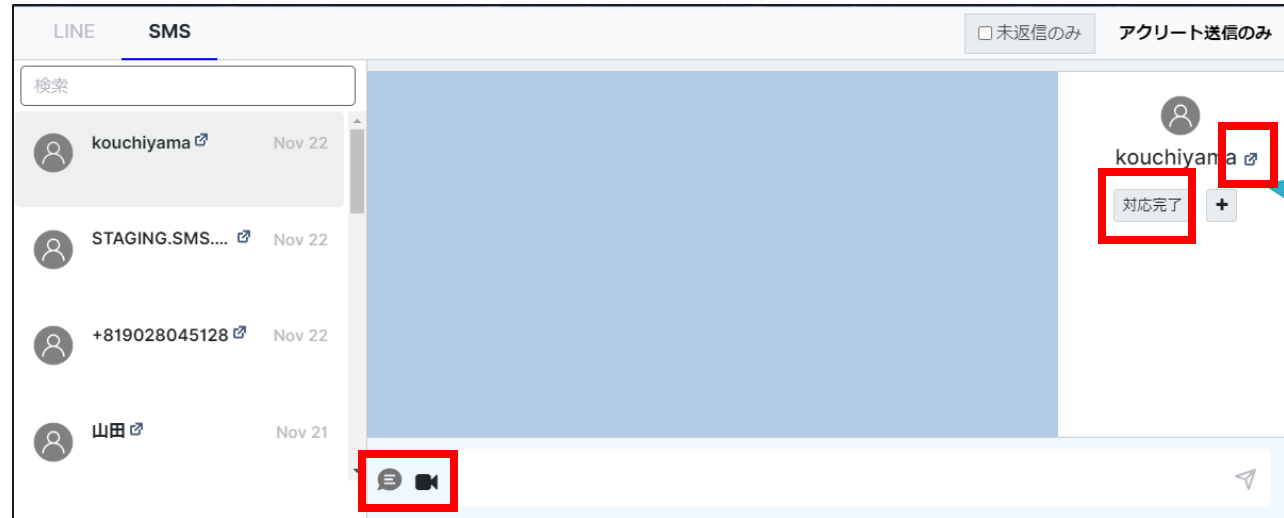 LINE SMS 未返信のみ アクリート送信のみ
検索
kouchiyama Nov 22
STAGING.SMS.... Nov 22
+819028045128 Nov 22
山田 Nov 21
kouchiyama
対応完了 +